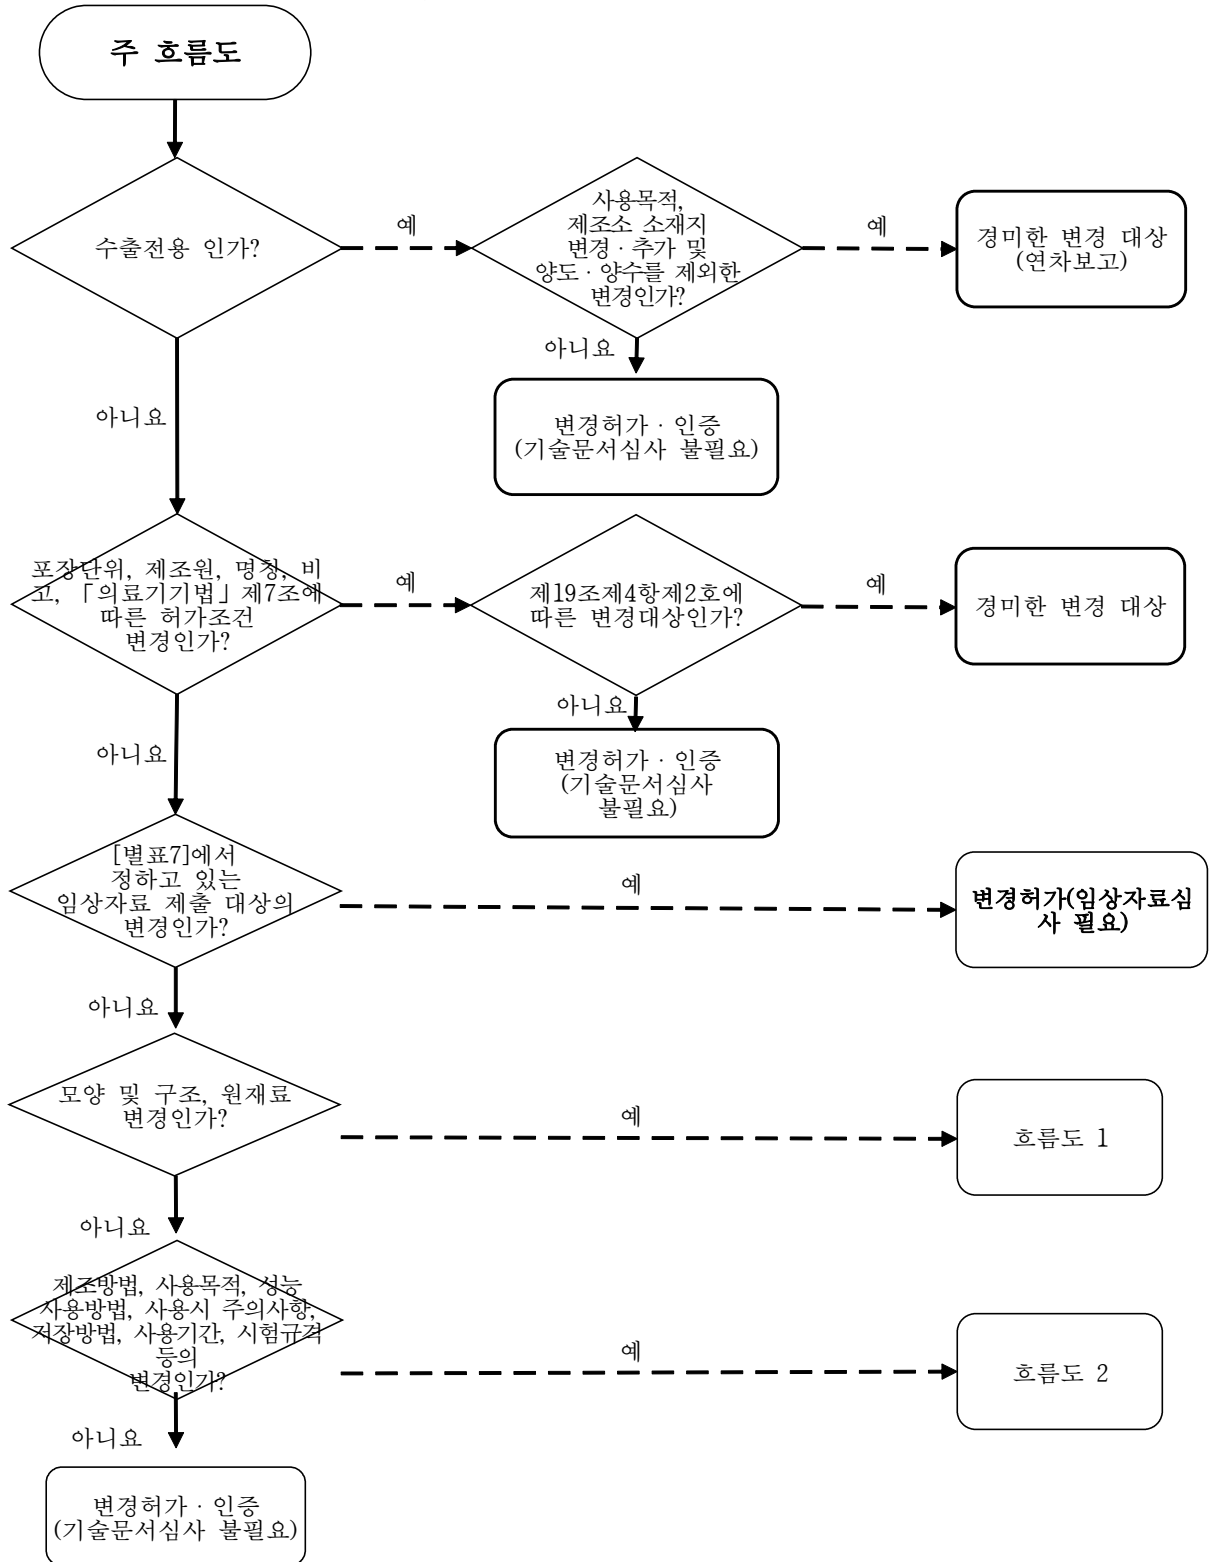 주 흐름도
수출전용 인가?
예
사용목적,
제조소 소재지
변경 · 추가 및
양도 · 양수를 제외한
변경인가?
예
경미한 변경 대상
(연차보고)
아니요
변경허가 · 인증
(기술문서심사 불필요)
아니요
포장단위, 제조원, 명칭, 비
고, 「의료기기법」제7조에
따른 허가조건
변경인가?
예
제19조제4항제2호에
따른 변경대상인가?
예
경미한 변경 대상
아니요
변경허가 · 인증
(기술문서심사
불필요)
아니요
[별표7]에서
정하고 있는
임상자료 제출 대상의
변경인가?
예
변경허가(임상자료심
사 필요)
아니요
모양 및 구조, 원재료
변경인가?
예
흐름도 1
아니요
제조방법, 사용목적, 성능
사용방법, 사용시 주의사항,
저장방법, 사용기간, 시험규격
등의
변경인가?
예
흐름도 2
아니요
변경허가 · 인증
(기술문서심사 불필요)